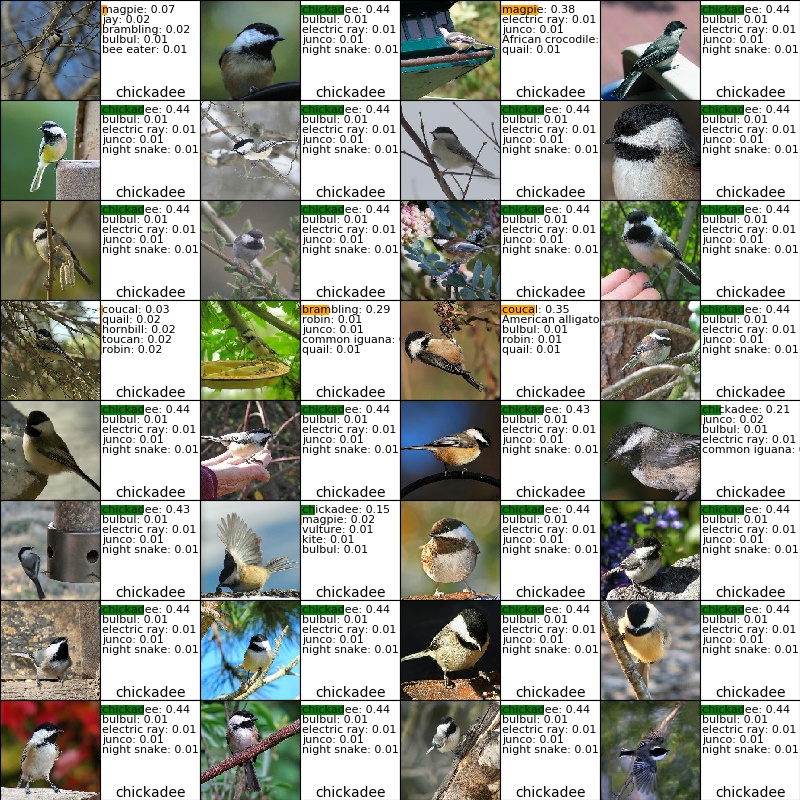 magpie: 0.07
jay: 0.02
brambling: 0.02
bulbul: 0.01
bee eater: 0.01
chickadee
chickadee: 0.44
bulbul: 0.01
electric ray: 0.01
junco: 0.01
night snake: 0.01
chickadee
magpie: 0.38
electric ray: 0.01
junco: 0.01
African crocodile:
quail: 0.01
chickadee
chickadee: 0.44
bulbul: 0.01
electric ray: 0.01
junco: 0.01
night snake: 0.01
chickadee
chickadee: 0.44
bulbul: 0.01
electric ray: 0.01
junco: 0.01
night snake: 0.01
chickadee
chickadee: 0.44
bulbul: 0.01
electric ray: 0.01
junco: 0.01
night snake: 0.01
chickadee
chickadee: 0.44
bulbul: 0.01
electric ray: 0.01
junco: 0.01
night snake: 0.01
chickadee
chickadee: 0.44
bulbul: 0.01
electric ray: 0.01
junco: 0.01
night snake: 0.01
chickadee
chickadee: 0.44
bulbul: 0.01
electric ray: 0.01
junco: 0.01
night snake: 0.01
chickadee
chickadee: 0.44
bulbul: 0.01
electric ray: 0.01
junco: 0.01
night snake: 0.01
chickadee
chickadee: 0.44
bulbul: 0.01
electric ray: 0.01
junco: 0.01
night snake: 0.01
chickadee
chickadee: 0.44
bulbul: 0.01
electric ray: 0.01
junco: 0.01
night snake: 0.01
chickadee
coucal: 0.03
quail: 0.02
hornbill: 0.02
toucan: 0.02
robin: 0.02
chickadee
brambling: 0.29
robin: 0.01
junco: 0.01
common iguana:
quail: 0.01
chickadee
coucal: 0.35
American alligato
bulbul: 0.01
robin: 0.01
quail: 0.01
chickadee
chickadee: 0.44
bulbul: 0.01
electric ray: 0.01
junco: 0.01
night snake: 0.01
chickadee
chickadee: 0.44
bulbul: 0.01
electric ray: 0.01
junco: 0.01
night snake: 0.01
chickadee
chickadee: 0.44
bulbul: 0.01
electric ray: 0.01
junco: 0.01
night snake: 0.01
chickadee
chickadee: 0.43
bulbul: 0.01
electric ray: 0.01
junco: 0.01
night snake: 0.01
chickadee
chickadee: 0.21
junco: 0.02
bulbul: 0.01
electric ray: 0.01
common iguana:
chickadee
chickadee: 0.43
bulbul: 0.01
electric ray: 0.01
junco: 0.01
night snake: 0.01
chickadee
chickadee: 0.15
magpie: 0.02
vulture: 0.01
kite: 0.01
bulbul: 0.01
chickadee
chickadee: 0.44
bulbul: 0.01
electric ray: 0.01
junco: 0.01
night snake: 0.01
chickadee
chickadee: 0.44
bulbul: 0.01
electric ray: 0.01
junco: 0.01
night snake: 0.01
chickadee
chickadee: 0.44
bulbul: 0.01
electric ray: 0.01
junco: 0.01
night snake: 0.01
chickadee
chickadee: 0.44
bulbul: 0.01
electric ray: 0.01
junco: 0.01
night snake: 0.01
chickadee
chickadee: 0.44
bulbul: 0.01
electric ray: 0.01
junco: 0.01
night snake: 0.01
chickadee
chickadee: 0.44
bulbul: 0.01
electric ray: 0.01
junco: 0.01
night snake: 0.01
chickadee
chickadee: 0.44
bulbul: 0.01
electric ray: 0.01
junco: 0.01
night snake: 0.01
chickadee
chickadee: 0.44
bulbul: 0.01
electric ray: 0.01
junco: 0.01
night snake: 0.01
chickadee
chickadee: 0.44
bulbul: 0.01
electric ray: 0.01
junco: 0.01
night snake: 0.01
chickadee
chickadee: 0.44
bulbul: 0.01
electric ray: 0.01
junco: 0.01
night snake: 0.01
chickadee